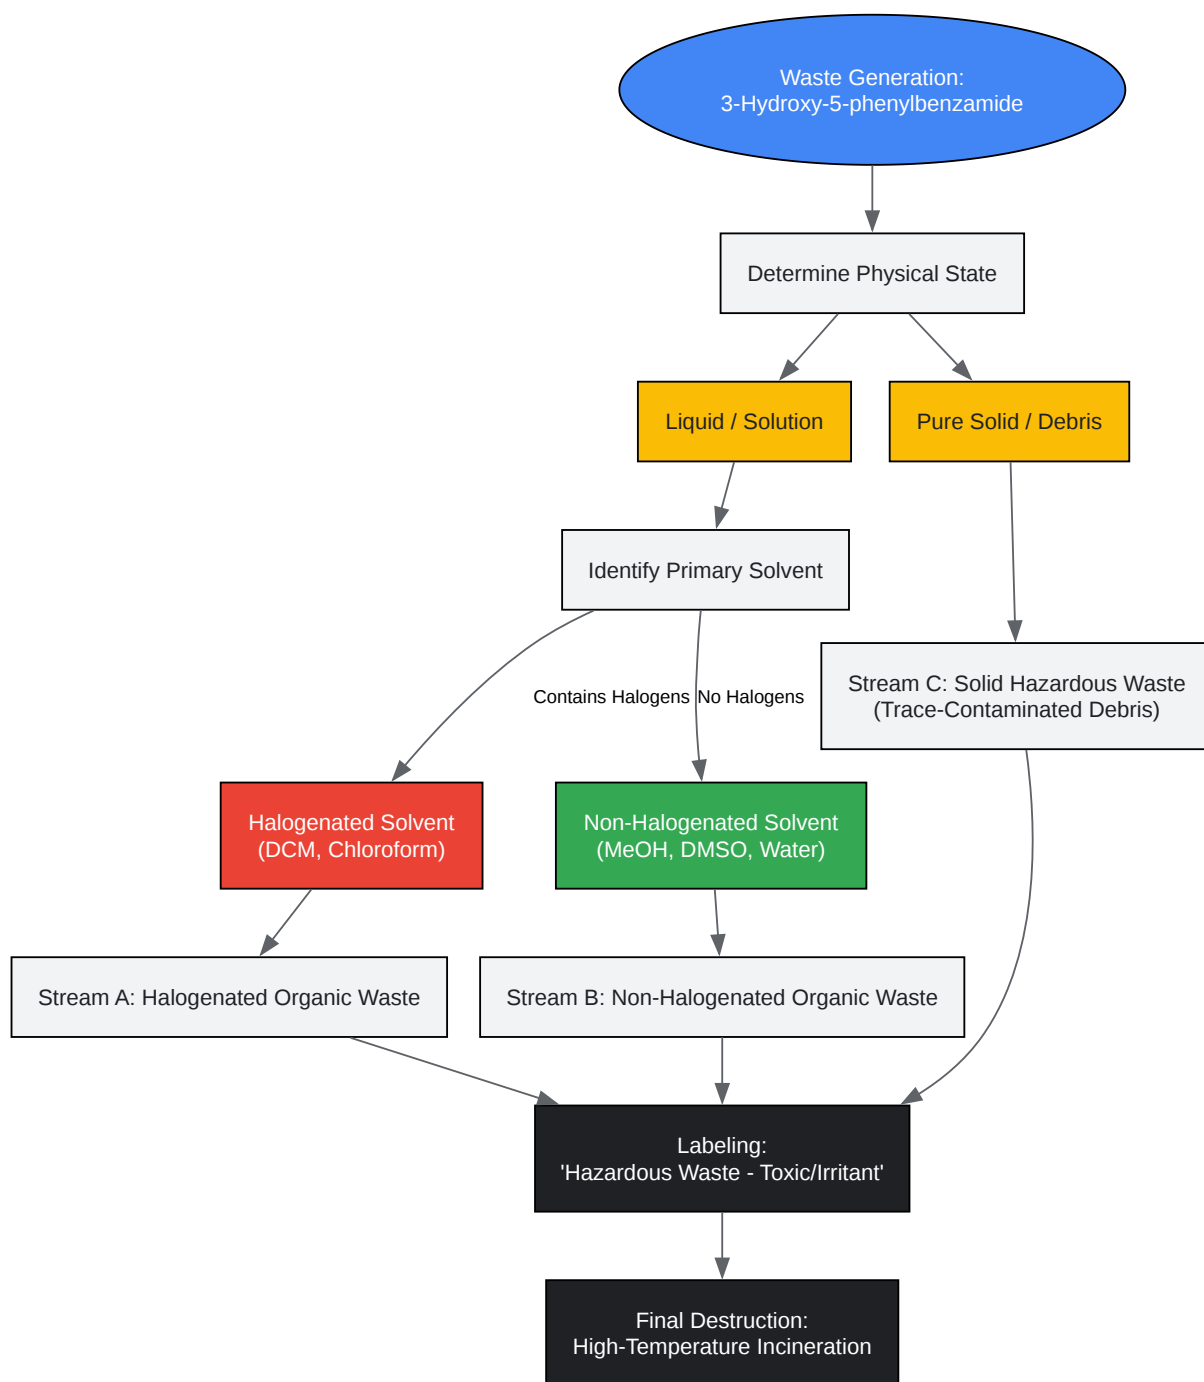 Waste Generation:
3-Hydroxy-5-phenylbenzamide
Determine Physical State
Liquid / Solution
Pure Solid / Debris
Identify Primary Solvent
Stream C: Solid Hazardous Waste
(Trace-Contaminated Debris)
Contains Halogens
No Halogens
Halogenated Solvent
(DCM, Chloroform)
Non-Halogenated Solvent
(MeOH, DMSO, Water)
Stream A: Halogenated Organic Waste
Stream B: Non-Halogenated Organic Waste
Labeling:
'Hazardous Waste - Toxic/Irritant'
Final Destruction:
High-Temperature Incineration